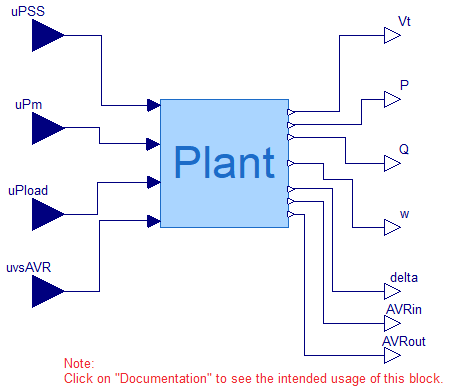 uPSS
uPm
uPload
uvsAVR
Plant
Vt
P
Q
w
delta
AVRin
AVRout
Note:
Click on "Documentation" to see the intended usage of this block.